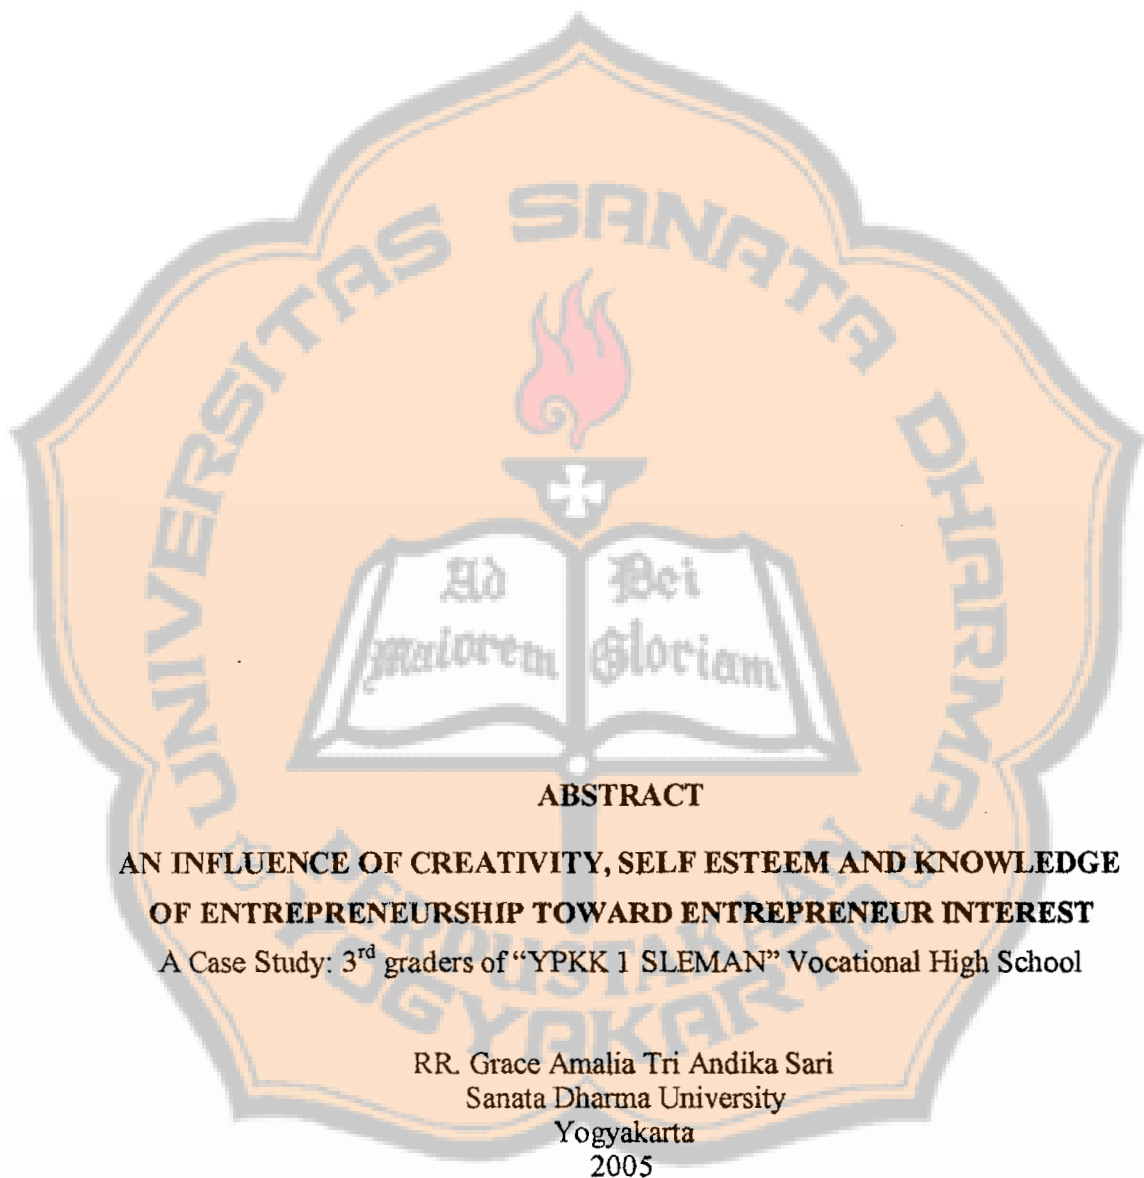 UNIVERSITAS SANATA DHARMA
Ad
Maiorem
Dei
Gloriam
PERPUSTAKAAN
YOGYAKARTA
ABSTRACT
AN INFLUENCE OF CREATIVITY, SELF ESTEEM AND KNOWLEDGE
OF ENTREPRENEURSHIP TOWARD ENTREPRENEUR INTEREST
A Case Study: 3rd graders of “YPKK 1 SLEMAN” Vocational High School
RR. Grace Amalia Tri Andika Sari
Sanata Dharma University
Yogyakarta
2005